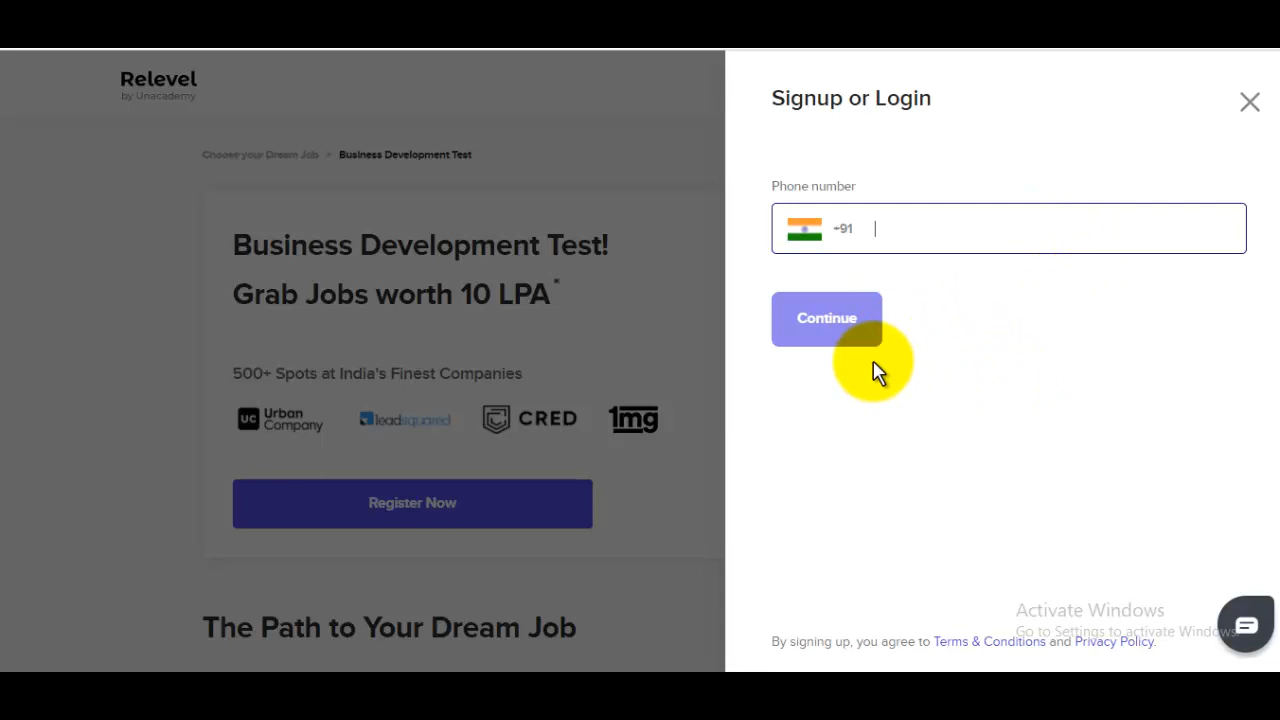 Relevel
by Unacademy
Choose your Dream Job > Business Development Test
Business Development Test!
Grab Jobs worth 10 LPA*
500+ Spots at India's Finest Companies
UC Urban Company
leadsquared
CRED
1mg
Register Now
The Path to Your Dream Job
Signup or Login
Phone number
+91
Continue
Activate Windows
Go to Settings to activate Windows.
By signing up, you agree to Terms & Conditions and Privacy Policy.